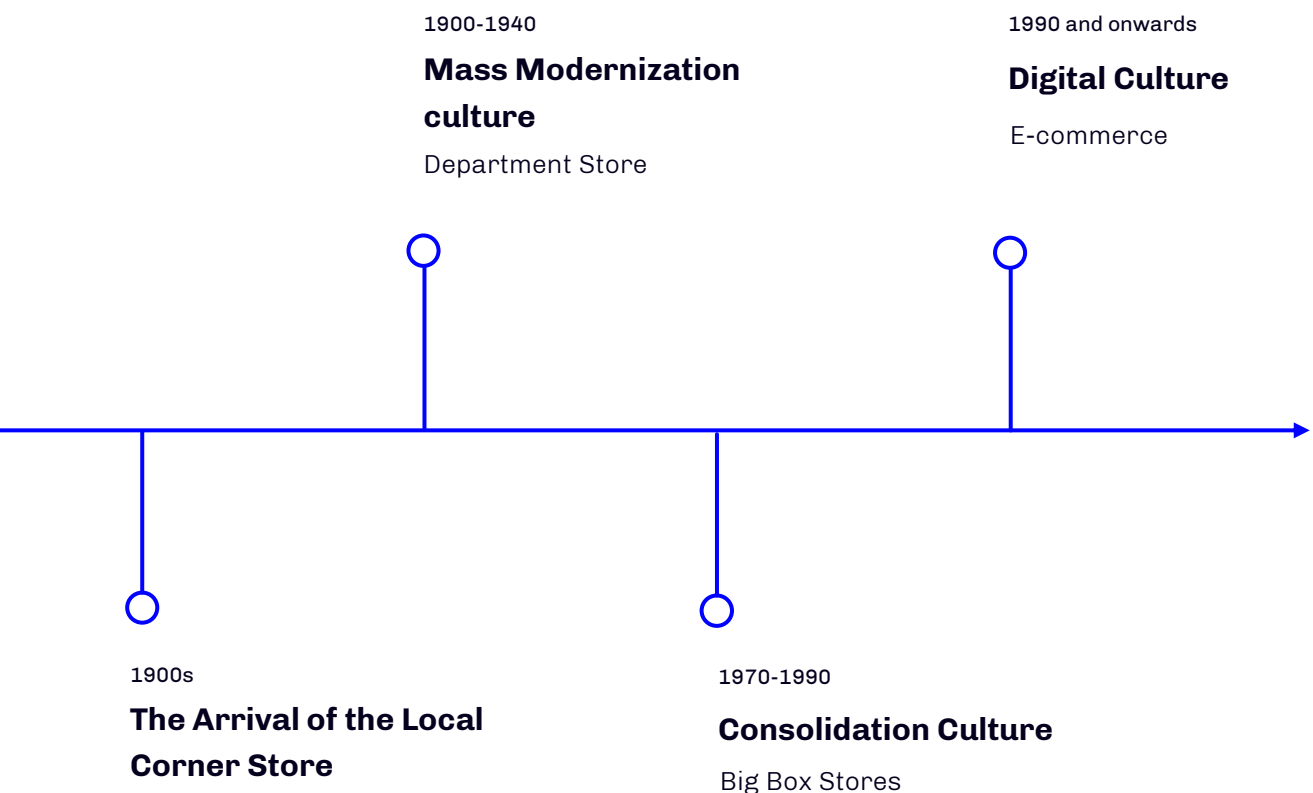 1900-1940
Mass Modernization
culture
Department Store
1990 and onwards
Digital Culture
E-commerce
1900s
The Arrival of the Local
Corner Store
1970-1990
Consolidation Culture
Big Box Stores